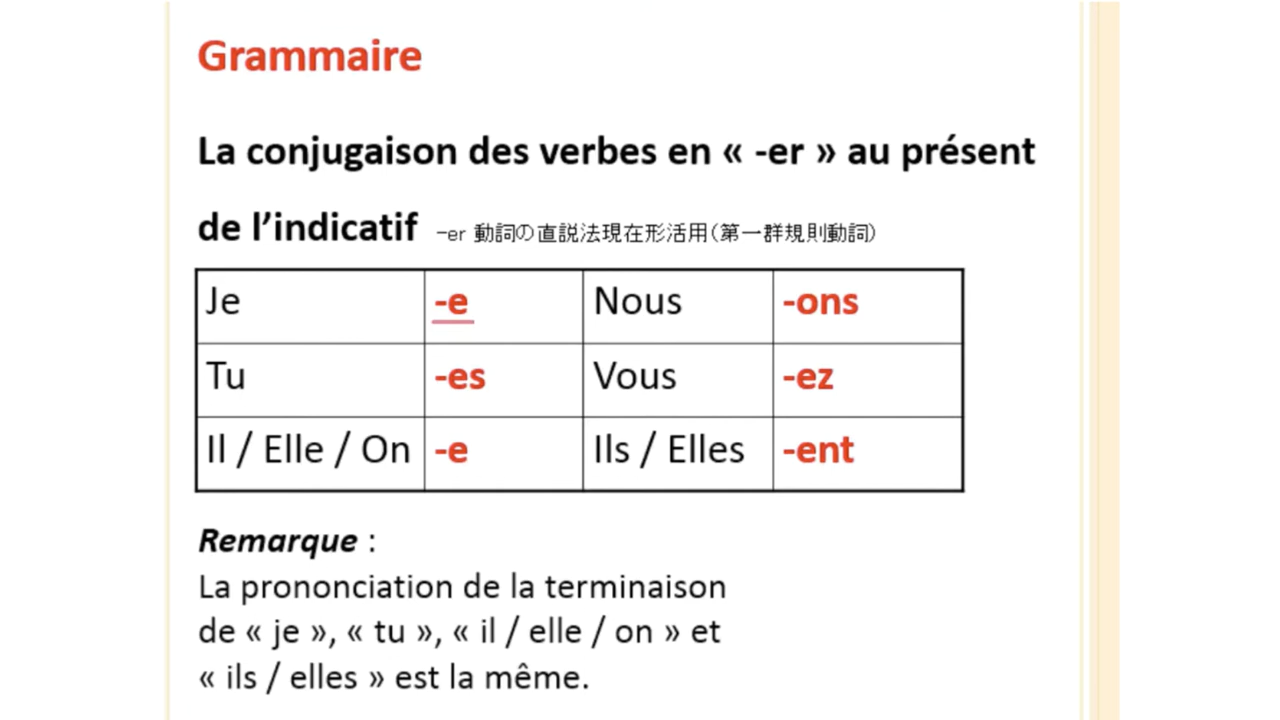 Grammaire
La conjugaison des verbes en « -er » au présent
de l’indicatif -er 動詞の直説法現在形活用(第一群規則動詞)
Je -e Nous -ons
Tu -es Vous -ez
Il / Elle / On -e Ils / Elles -ent
Remarque :
La prononciation de la terminaison
de « je », « tu », « il / elle / on » et
« ils / elles » est la même.